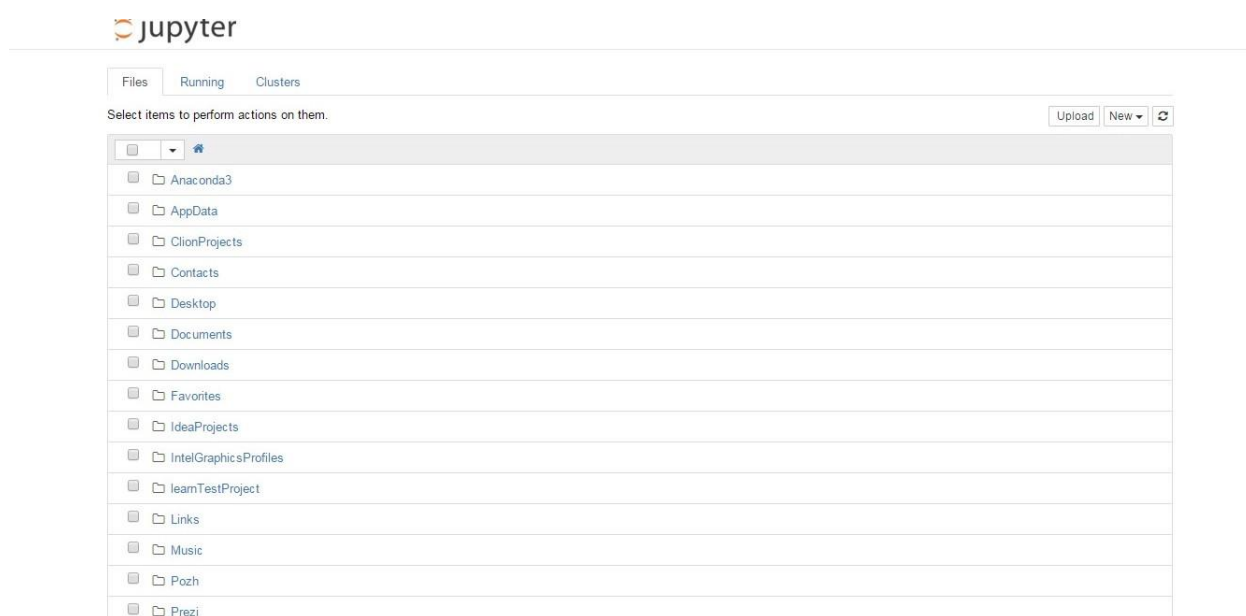 jupyter
Files Running Clusters
Select items to perform actions on them. Upload New
Anaconda3
AppData
ClionProjects
Contacts
Desktop
Documents
Downloads
Favorites
IdeaProjects
IntelGraphicsProfiles
learnTestProject
Links
Music
Pozh
Prezi